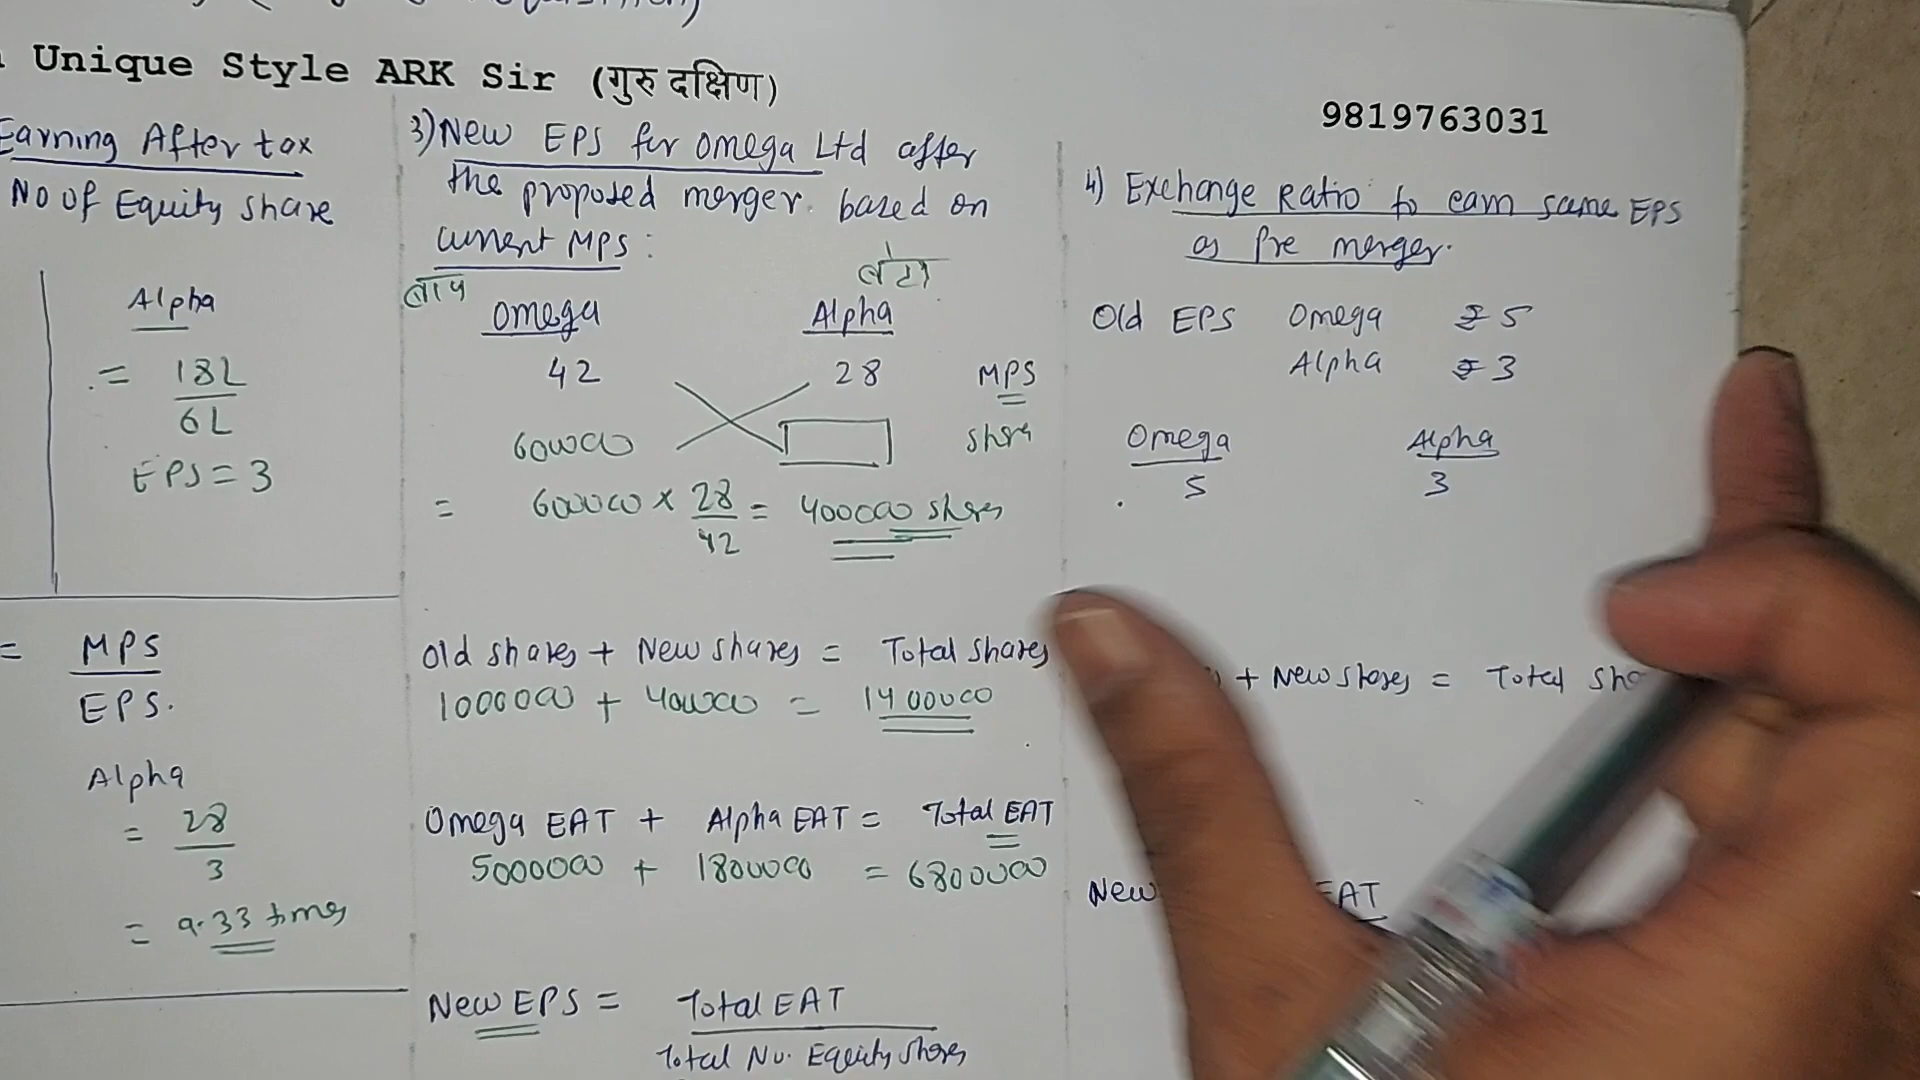 Unique Style ARK Sir (गुरु दक्षिण)
9819763031
Earning After tax
No of Equity share
Alpha
= 18L
6L
EPS = 3
= MPS
EPS.
Alpha
= 28
3
= 9.33 times
3) New EPS for Omega Ltd after
the proposed merger. based on
current MPS :
बाप
बेटा
Omega Alpha
42 28 MPS
600000 share
= 600000 x 28 = 400000 shares
42
Old shares + New shares = Total shares
1000000 + 400000 = 1400000
Omega EAT + Alpha EAT = Total EAT
5000000 + 1800000 = 6800000
New EPS = Total EAT
Total No. Equity shares
4) Exchange Ratio to earn same EPS
as Pre merger.
Old EPS Omega ₹ 5
Alpha ₹ 3
Omega Alpha
5 3
+ New shares = Total
New EAT